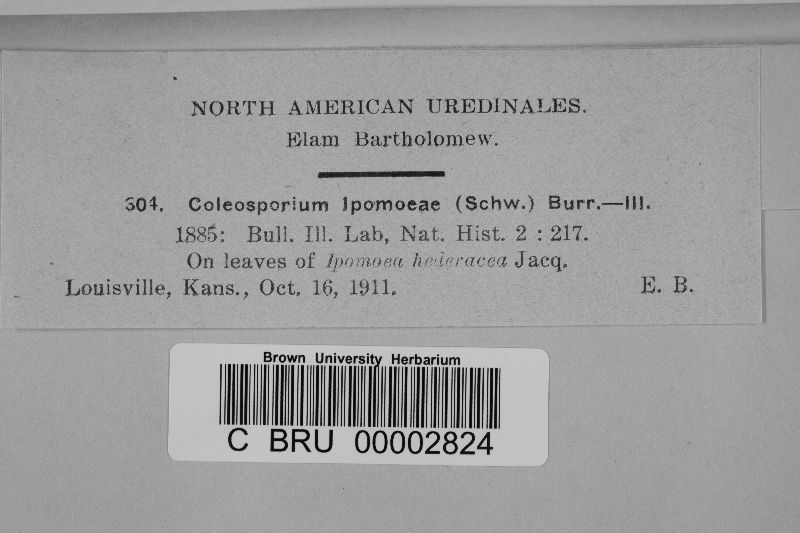 NORTH AMERICAN UREDINALES.
Elam Bartholomew.
304. Coleosporium Ipomoeae (Schw.) Burr.—III.
1885: Bull. Ill. Lab, Nat. Hist. 2 : 217.
On leaves of Ipomoea hederacea Jacq.
Louisville, Kans., Oct. 16, 1911. E. B.
Brown University Herbarium
C BRU 00002824